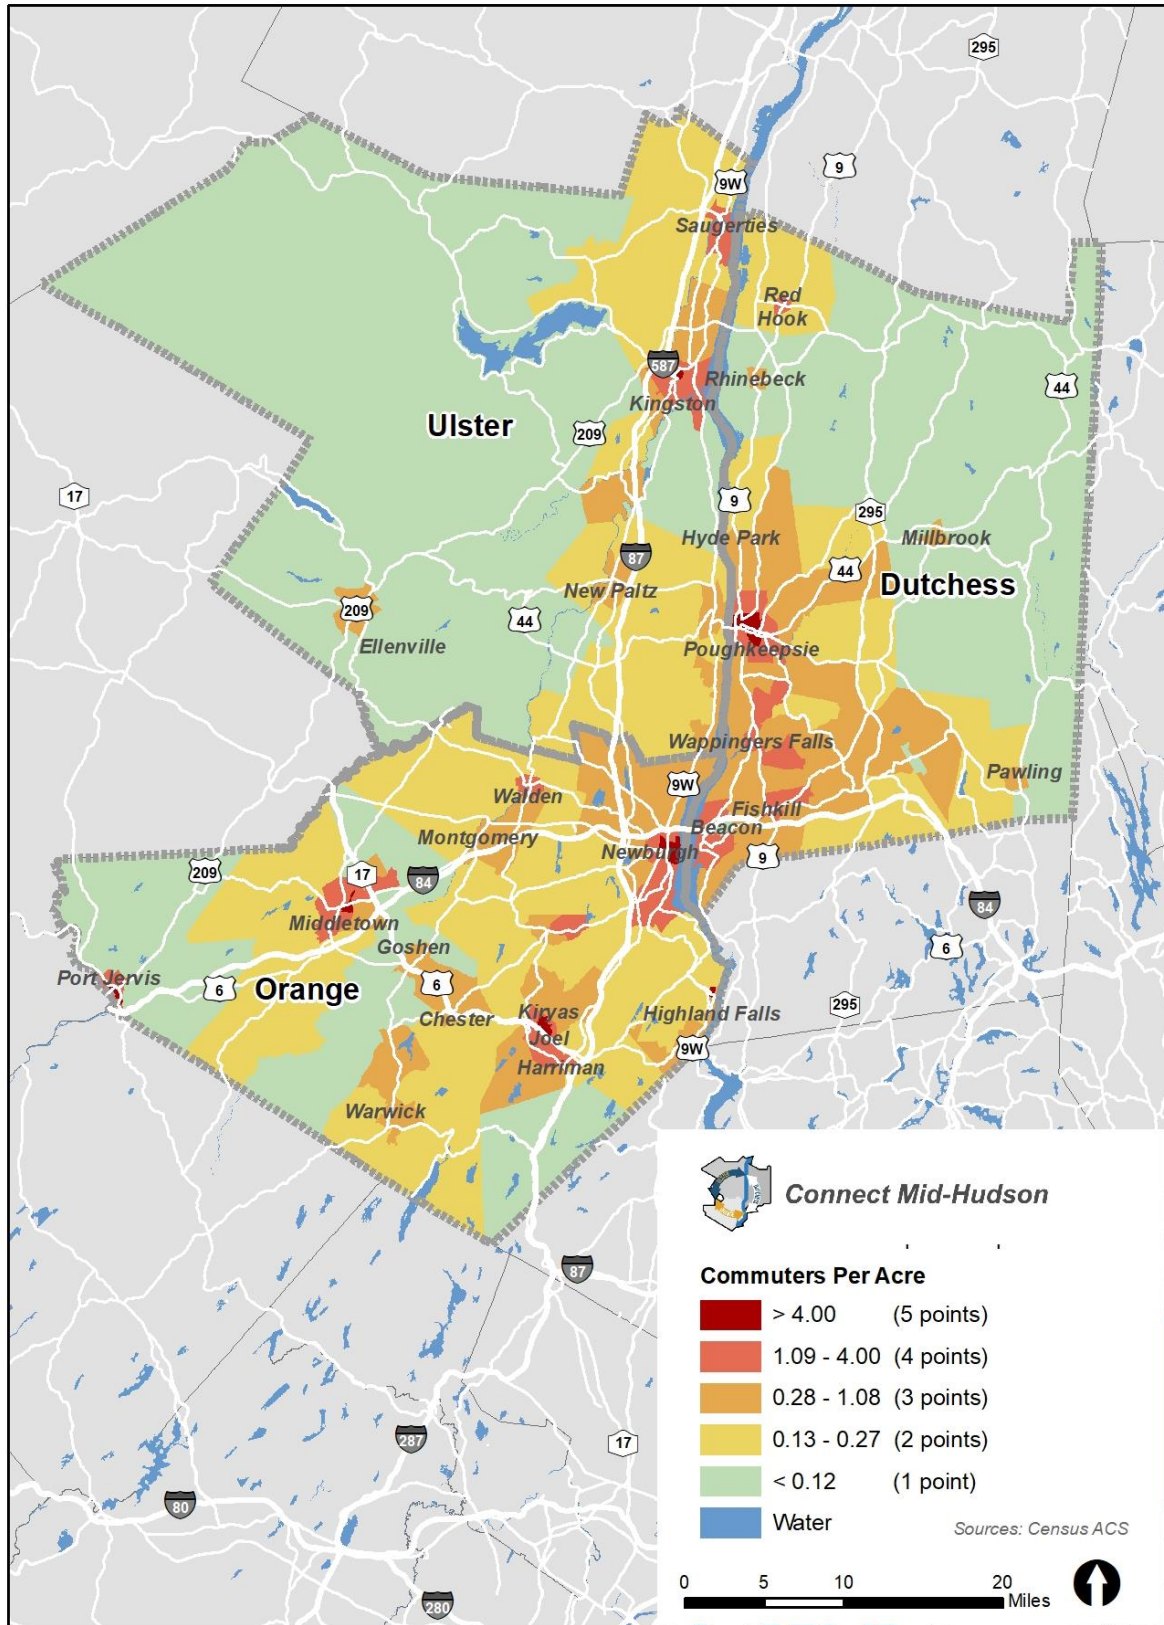 295
9
9W
Saugerties
Red
Hook
587
Rhinebeck
44
Kingston
Ulster
209
17
9
295
Hyde Park
Millbrook
87
44
New Paltz
Dutchess
209
44
Ellenville
Poughkeepsie
Wappingers Falls
Pawling
9W
Walden
Fishkill
Beacon
Montgomery
Newburgh
9
209
17
84
84
Middletown
Goshen
6
Port Jervis
6
Orange
6
295
Chester
Kiryas
Joel
Highland Falls
9W
Harriman
Warwick
Connect Mid-Hudson
87
Commuters Per Acre
> 4.00 (5 points)
1.09 - 4.00 (4 points)
0.28 - 1.08 (3 points)
0.13 - 0.27 (2 points)
< 0.12 (1 point)
Water
Sources: Census ACS
287
17
80
280
0 5 10 20
Miles